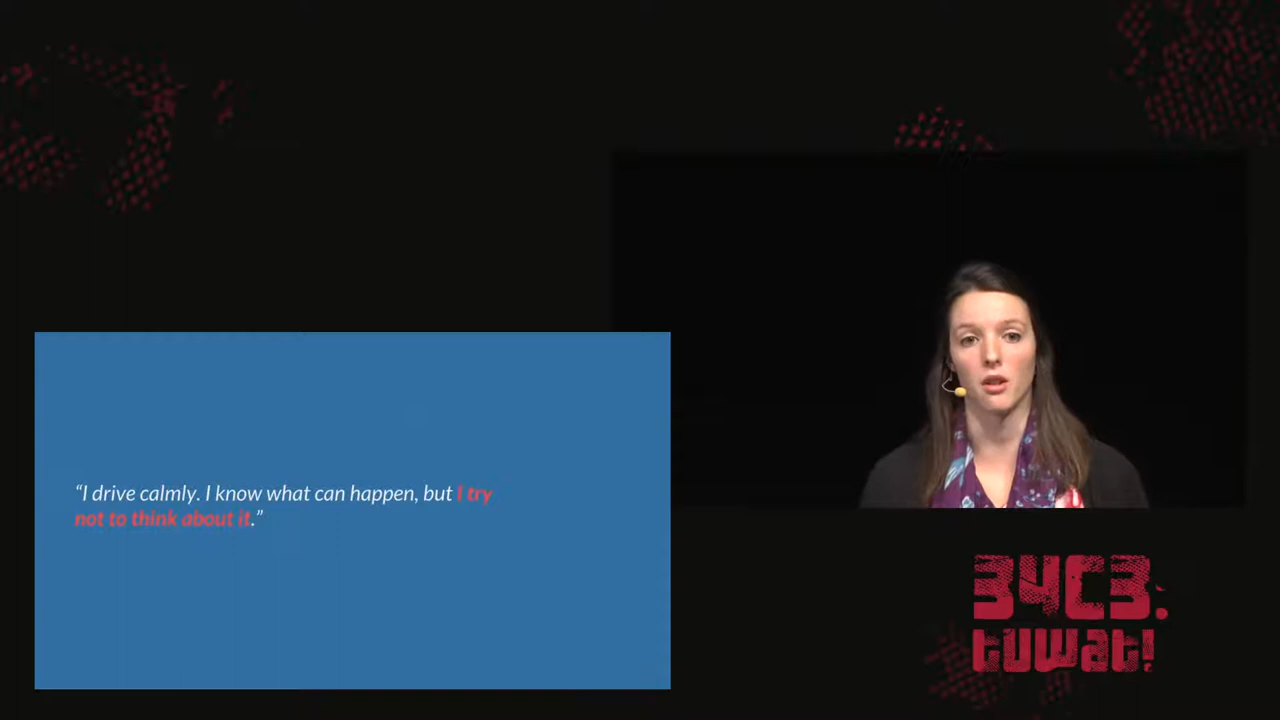 “I drive calmly. I know what can happen, but I try
not to think about it.”
34C3.
tuwat!